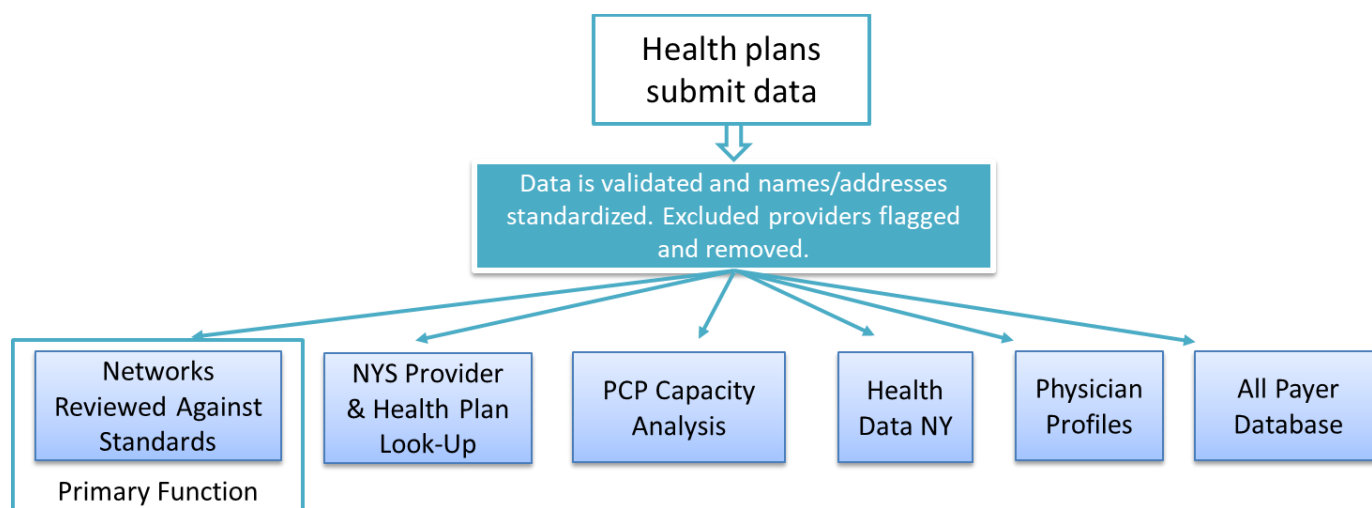 Health plans
submit data
Data is validated and names/addresses
standardized. Excluded providers flagged
and removed.
Networks
Reviewed Against
Standards
Primary Function
NYS Provider
& Health Plan
Look-Up
PCP Capacity
Analysis
Health
Data NY
Physician
Profiles
All Payer
Database